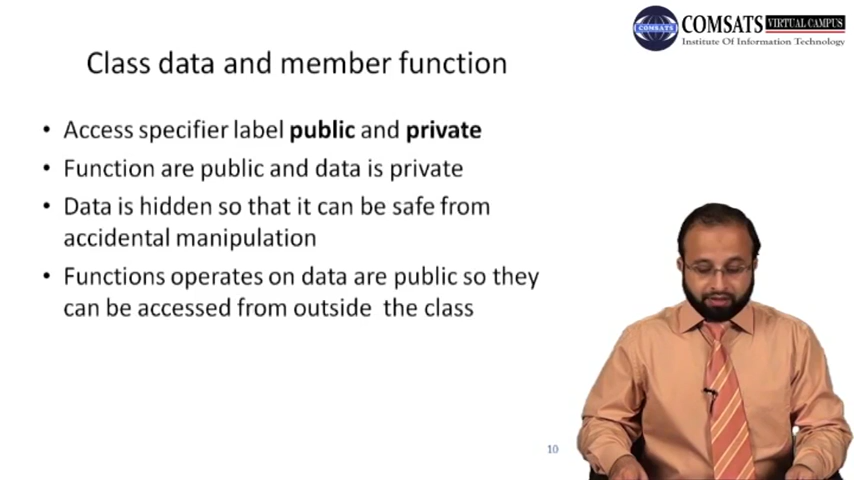 COMSATS VIRTUAL CAMPUS
COMSATS
Institute Of Information Technology
Class data and member function
• Access specifier label public and private
• Function are public and data is private
• Data is hidden so that it can be safe from
accidental manipulation
• Functions operates on data are public so they
can be accessed from outside the class
10